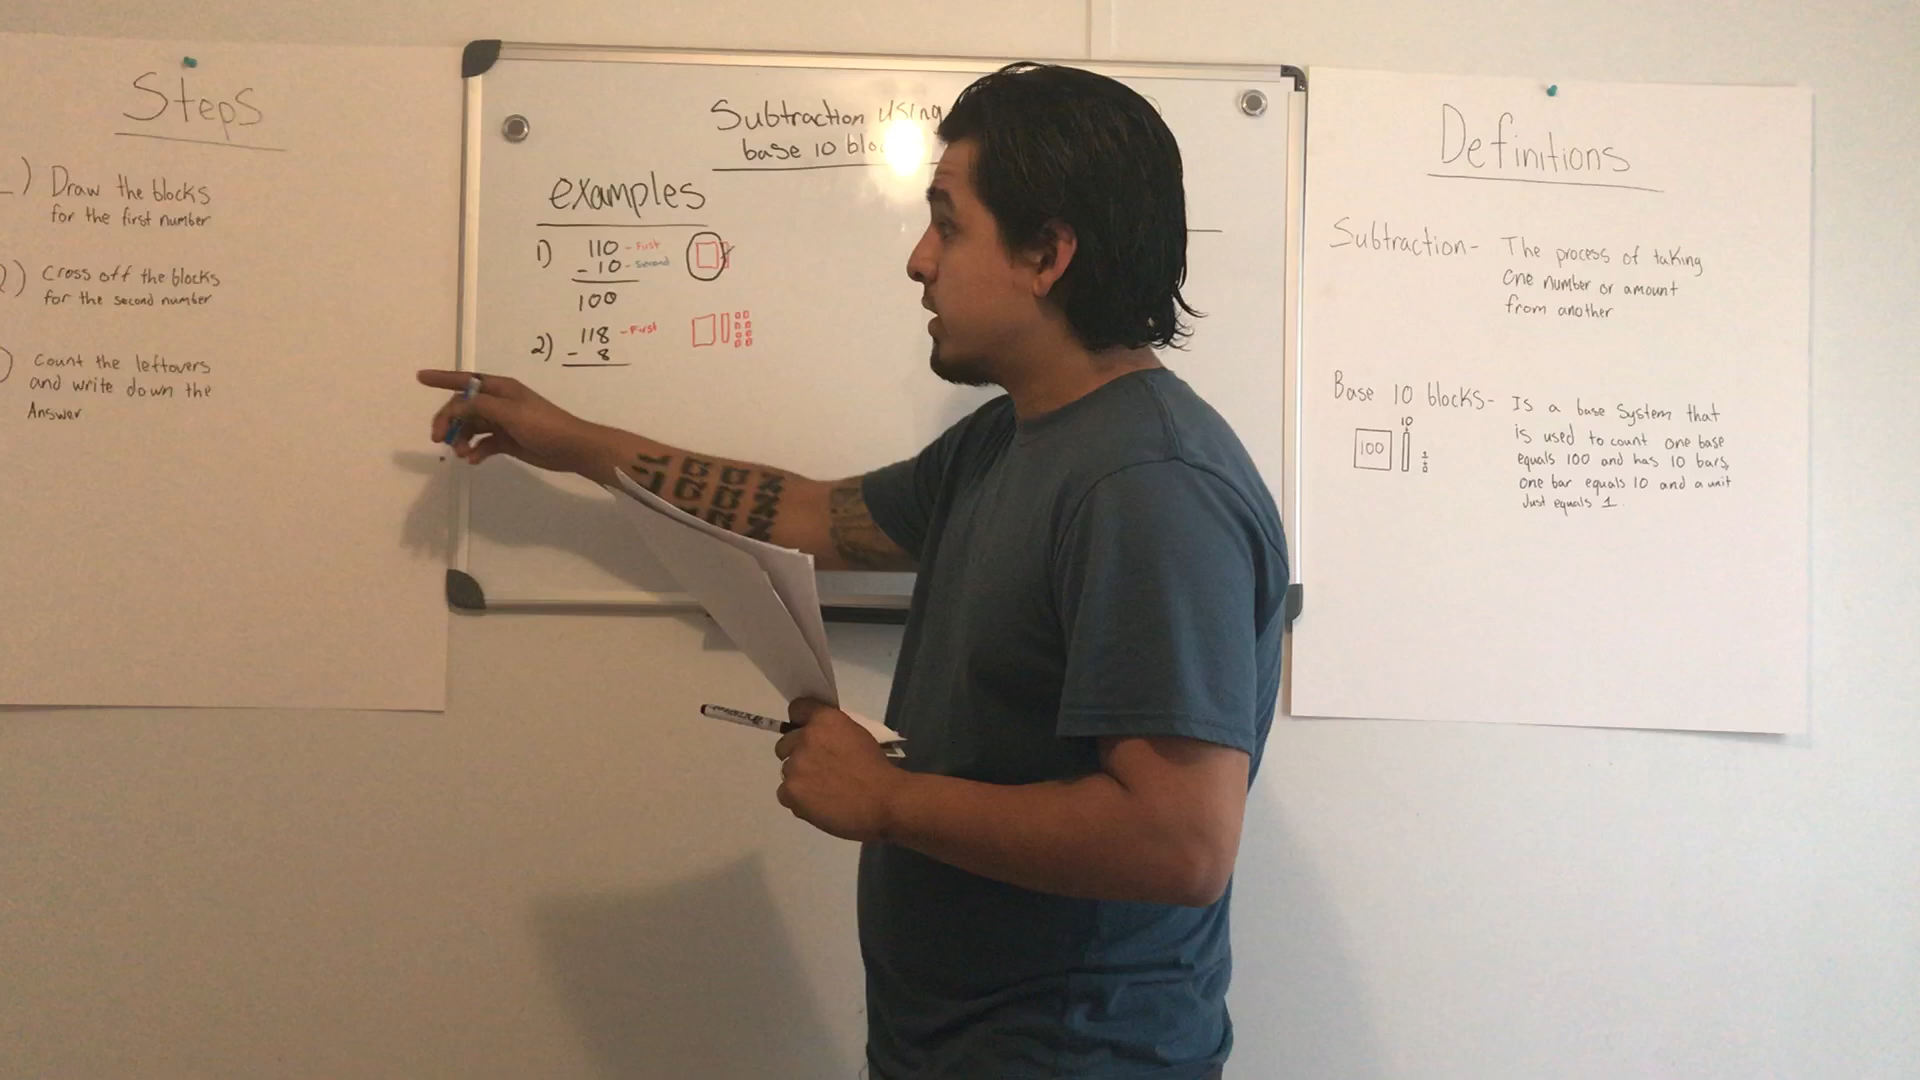 Steps
) Draw the blocks
for the first number
2) Cross off the blocks
for the second number
) Count the leftovers
and write down the
Answer
Subtraction Using
base 10
examples
1) 110 - First
- 10 - Second
100
2) 118 - First
- 8
Definitions
Subtraction- The process of taking
one number or amount
from another
Base 10 blocks- Is a base System that
is used to count one base
equals 100 and has 10 bars,
one bar equals 10 and a unit
Just equals 1.
100
10
1